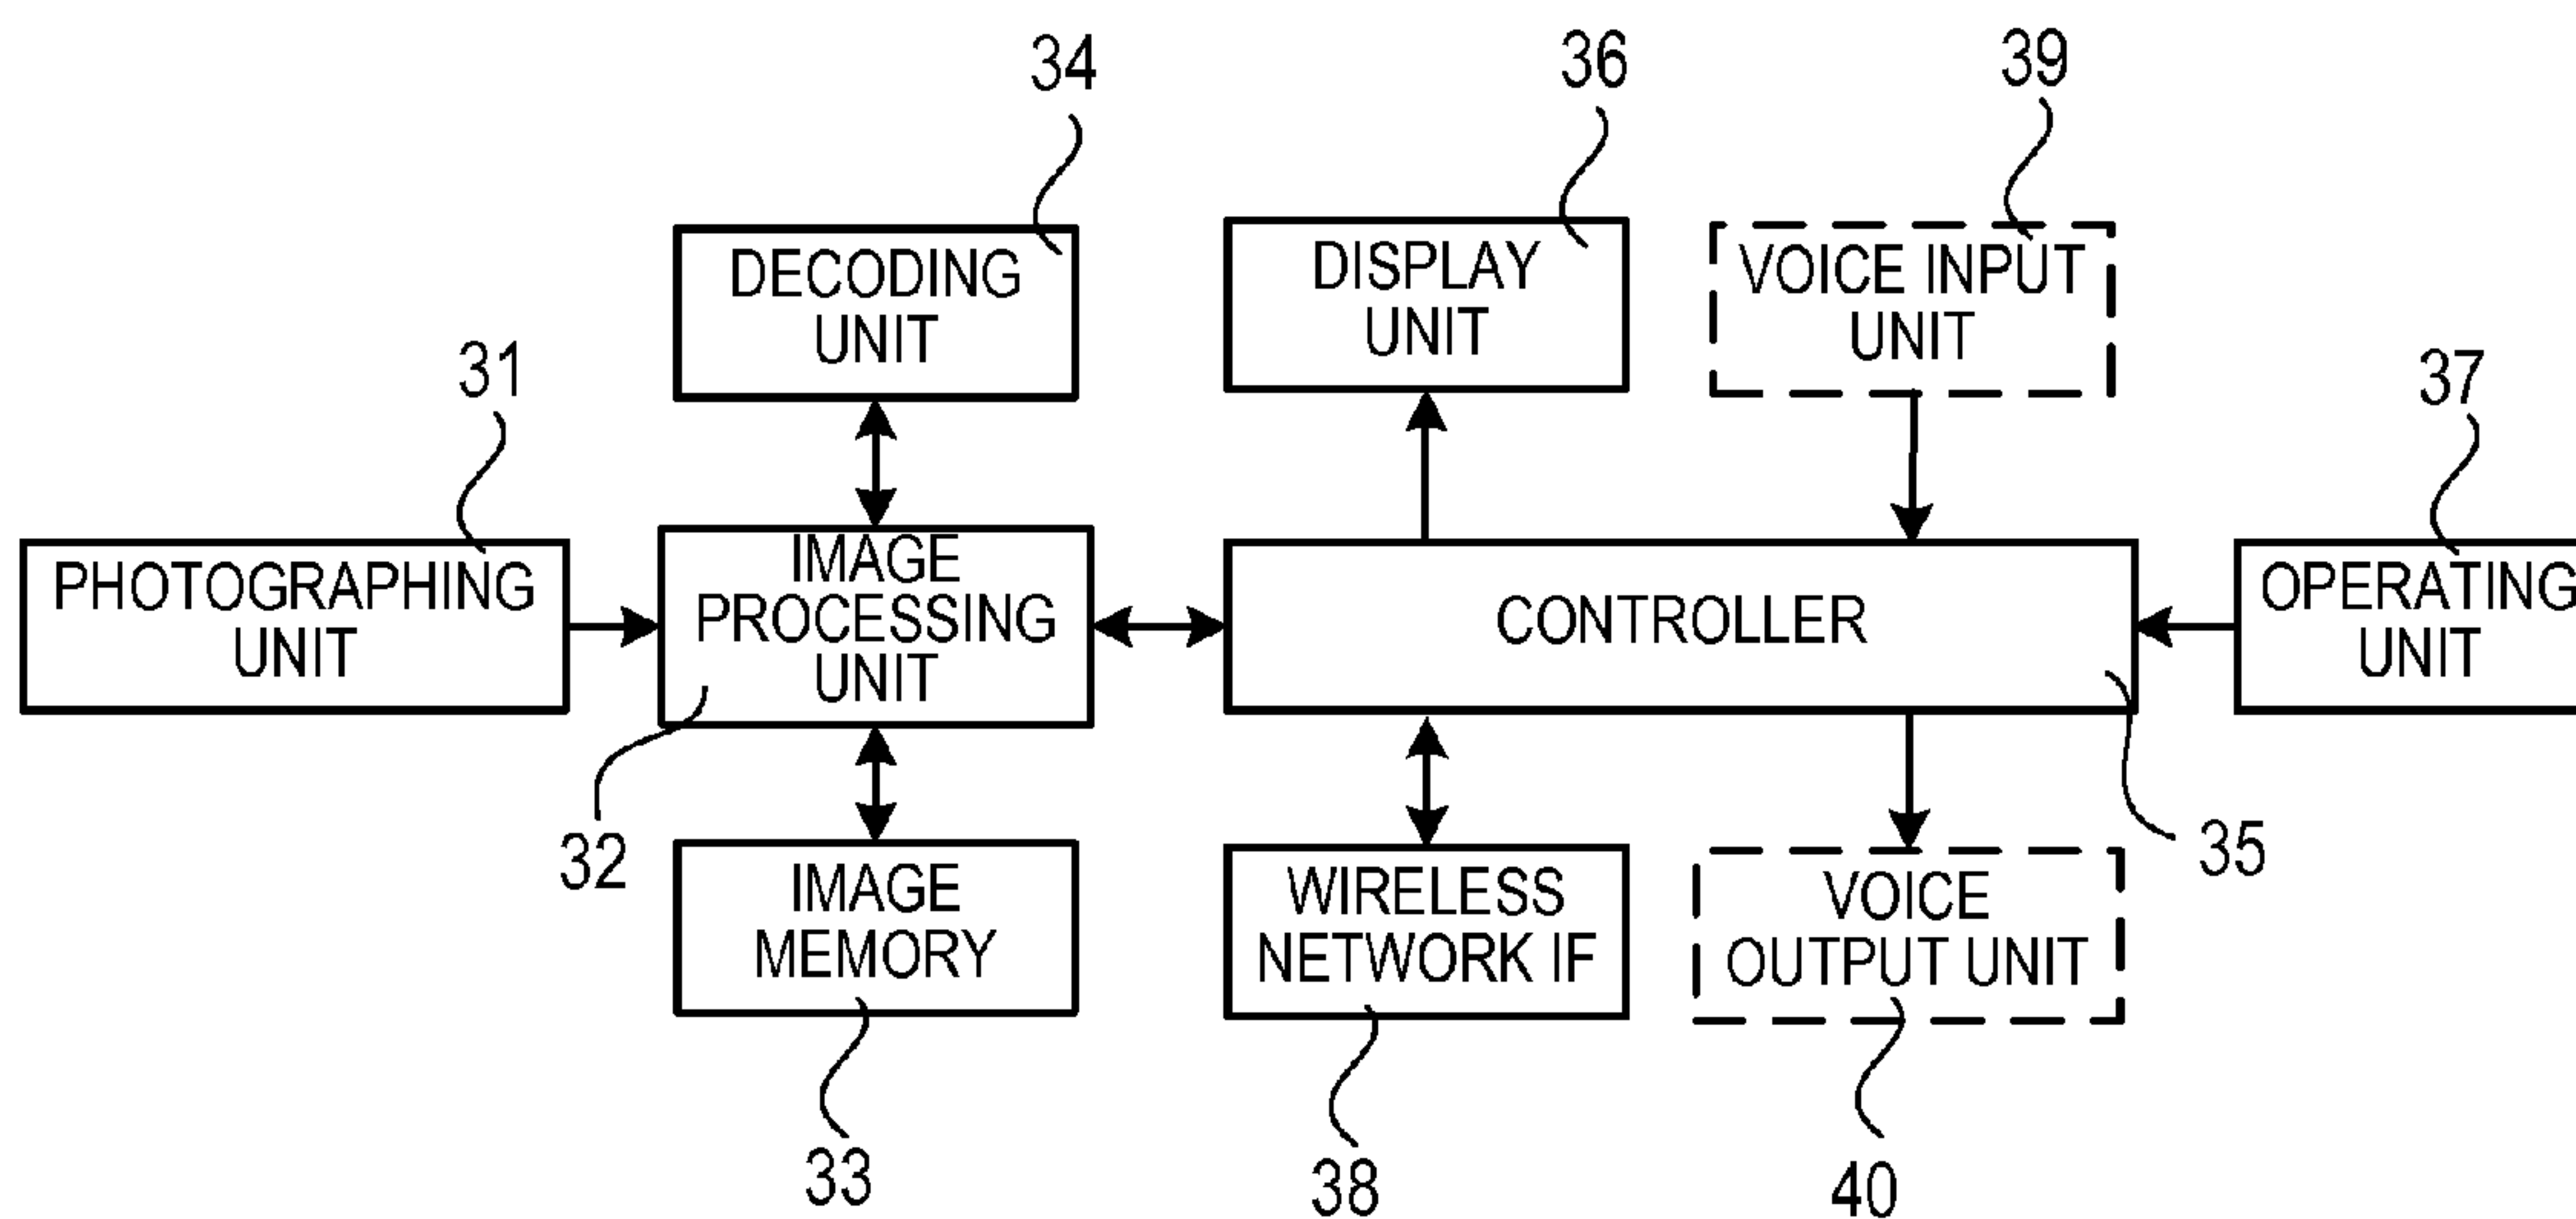 34
36
39
DECODING
UNIT
DISPLAY
UNIT
VOICE INPUT
UNIT
31
37
PHOTOGRAPHING
UNIT
IMAGE
PROCESSING
UNIT
CONTROLLER
OPERATING
UNIT
32
35
IMAGE
MEMORY
WIRELESS
NETWORK IF
VOICE
OUTPUT UNIT
33
38
40